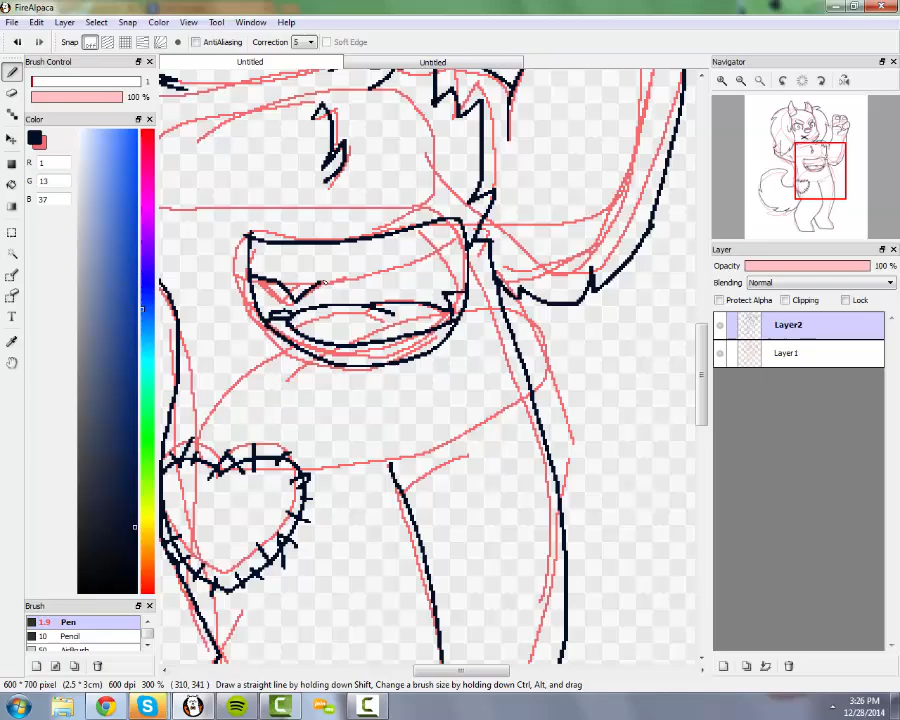 FireAlpaca
File Edit Layer Select Snap Color View Tool Window Help
Snap AntiAliasing Correction 5 Soft Edge
Brush Control
1
100 %
Color
R 1
G 13
B 37
Brush
1.9 Pen
10 Pencil
50 AirBrush
Untitled Untitled
Navigator
Layer
Opacity 100 %
Blending Normal
Protect Alpha Clipping Lock
Layer2
Layer1
600 * 700 pixel (2.5 * 3cm) 600 dpi 300 % (310, 341) Draw a straight line by holding down Shift, Change a brush size by holding down Ctrl, Alt, and drag
3:26 PM
12/28/2014